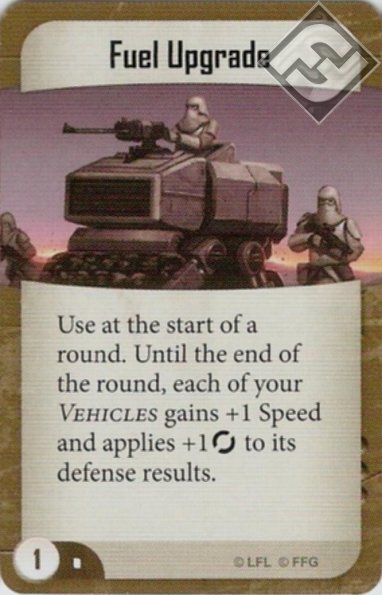 Fuel Upgrade
Use at the start of a
round. Until the end of
the round, each of your
VEHICLES gains +1 Speed
and applies +1 to its
defense results.
1
© LFL © FFG